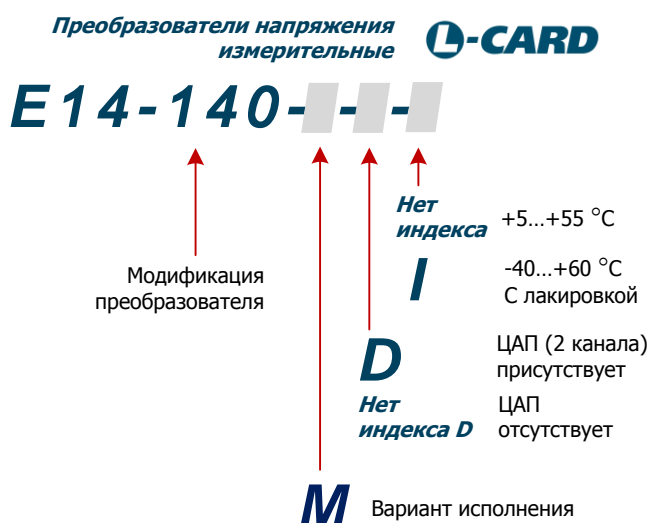 Преобразователи напряжения
измерительные
L-CARD
E14-140- - -
Нет
индекса
+5...+55 °C
I
-40...+60 °C
С лакировкой
Модификация
преобразователя
D
ЦАП (2 канала)
присутствует
Нет
индекса D
ЦАП
отсутствует
M
Вариант исполнения